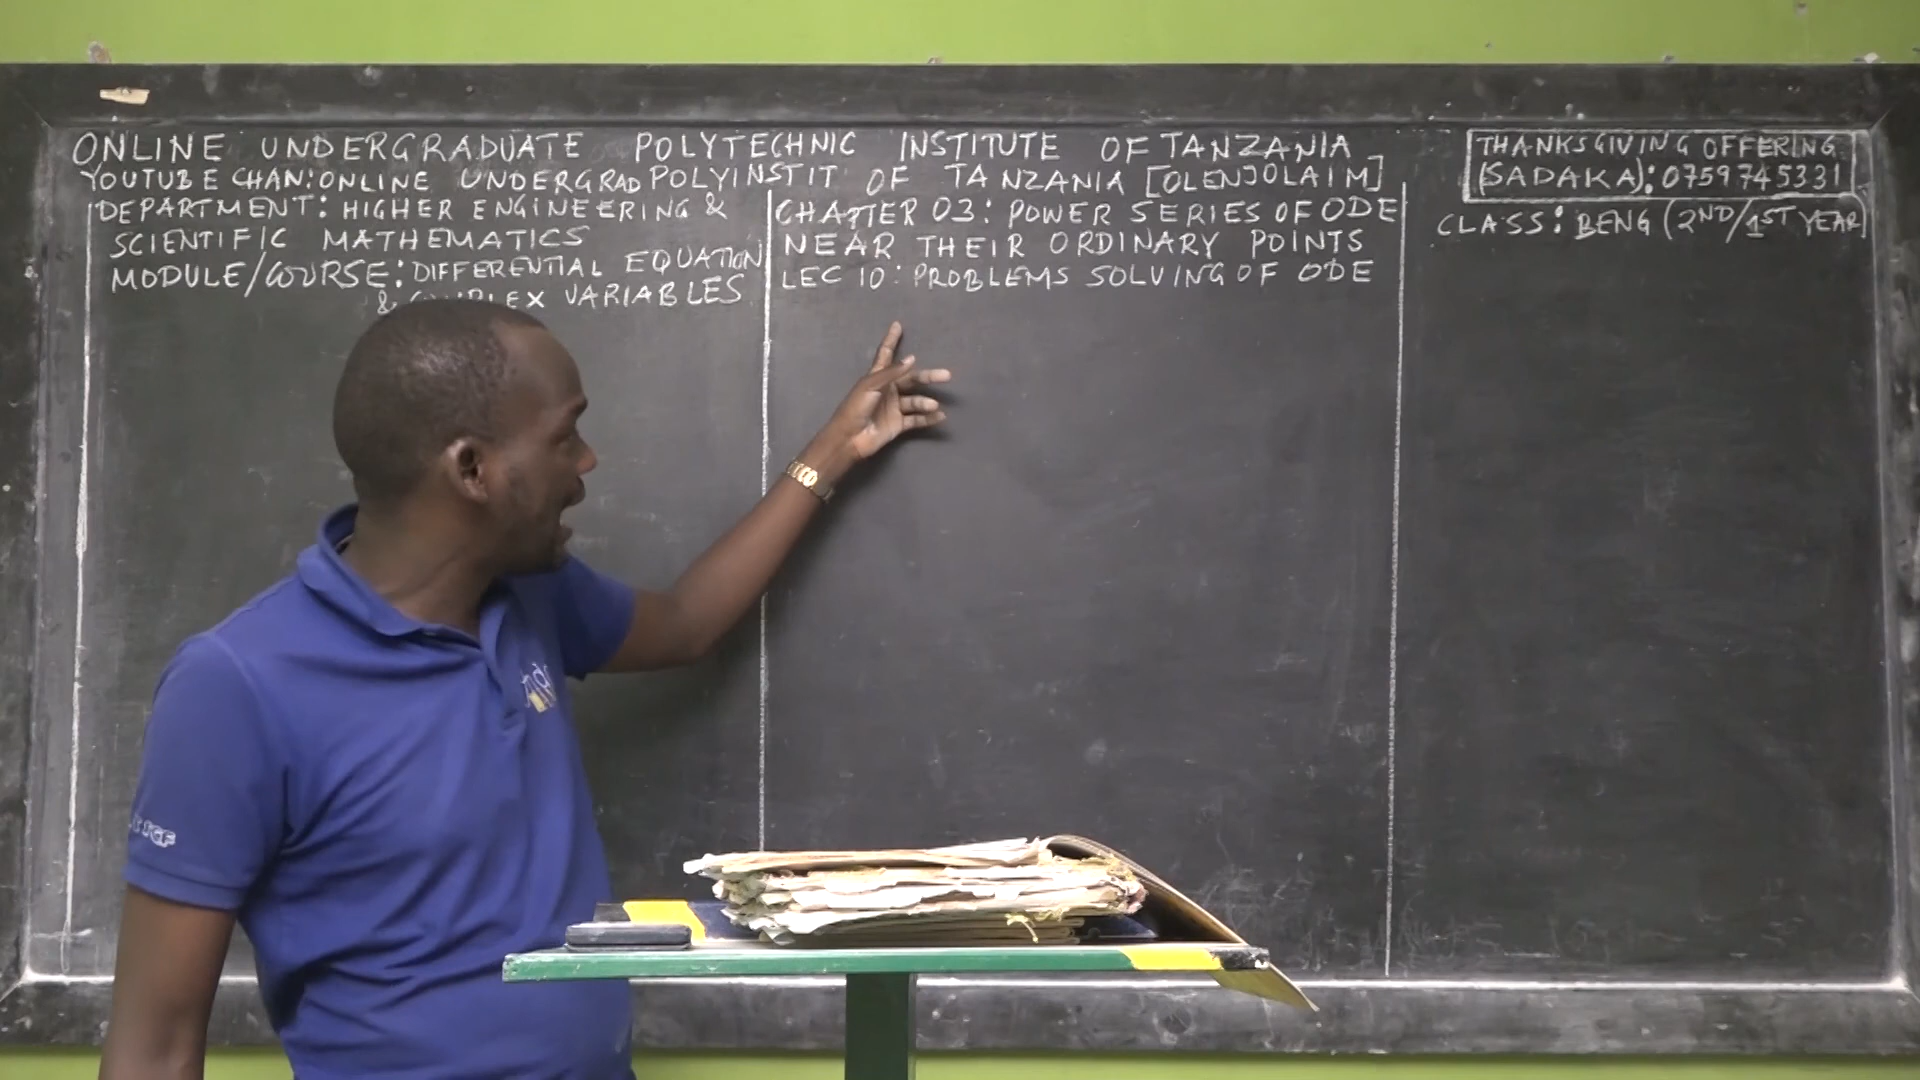 ONLINE UNDERGRADUATE POLYTECHNIC INSTITUTE OF TANZANIA
YOUTUBE CHAN:ONLINE UNDERGRAD POLYINSTIT OF TANZANIA [OLENJOLAIM]
DEPARTMENT: HIGHER ENGINEERING &
SCIENTIFIC MATHEMATICS
MODULE/COURSE: DIFFERENTIAL EQUATION
& COMPLEX VARIABLES
CHAPTER 03: POWER SERIES OF ODE
NEAR THEIR ORDINARY POINTS
LEC 10: PROBLEMS SOLVING OF ODE
THANKSGIVING OFFERING
(SADAKA): 0759745331
CLASS: BENG (2ND/1ST YEAR)